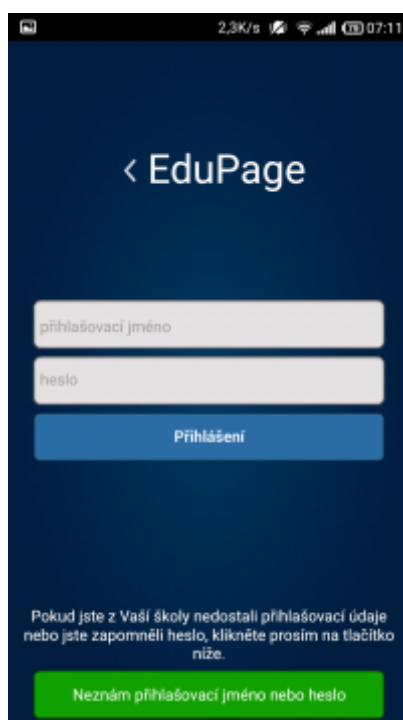 2,3K/s 78 07:11
< EduPage
přihlašovací jméno
heslo
Přihlášení
Pokud jste z Vaší školy nedostali přihlašovací údaje
nebo jste zapomněli heslo, klikněte prosím na tlačítko
níže.
Neznám přihlašovací jméno nebo heslo